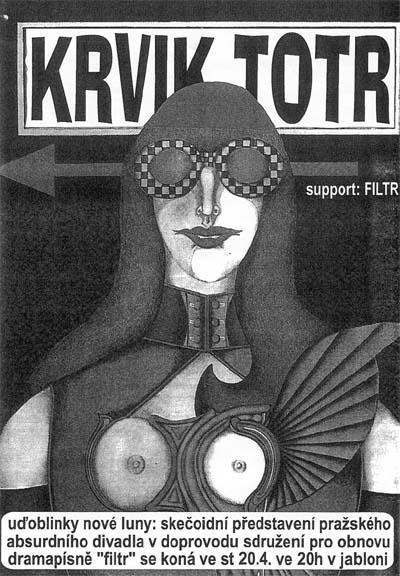 KRVIK TOTR
support: FILTR
uďoblinky nové luny: skečoidní představení pražského
absurdního divadla v doprovodu sdružení pro obnovu
dramapísně "filtr" se koná ve st 20.4. ve 20h v jabloni